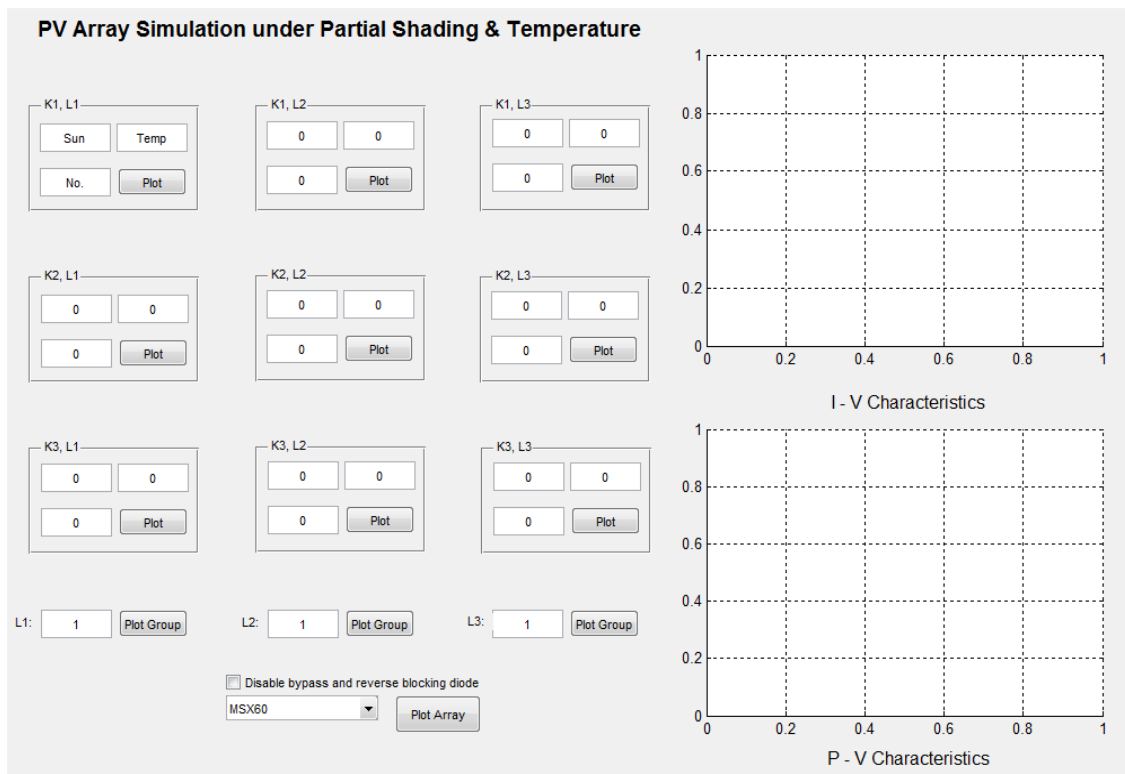 PV Array Simulation under Partial Shading & Temperature
K1, L1
Sun Temp
No. Plot
K1, L2
0 0
0 Plot
K1, L3
0 0
0 Plot
K2, L1
0 0
0 Plot
K2, L2
0 0
0 Plot
K2, L3
0 0
0 Plot
K3, L1
0 0
0 Plot
K3, L2
0 0
0 Plot
K3, L3
0 0
0 Plot
L1: 1 Plot Group
L2: 1 Plot Group
L3: 1 Plot Group
Disable bypass and reverse blocking diode
MSX60
Plot Array
1
0.8
0.6
0.4
0.2
0
0 0.2 0.4 0.6 0.8 1
I - V Characteristics
1
0.8
0.6
0.4
0.2
0
0 0.2 0.4 0.6 0.8 1
P - V Characteristics